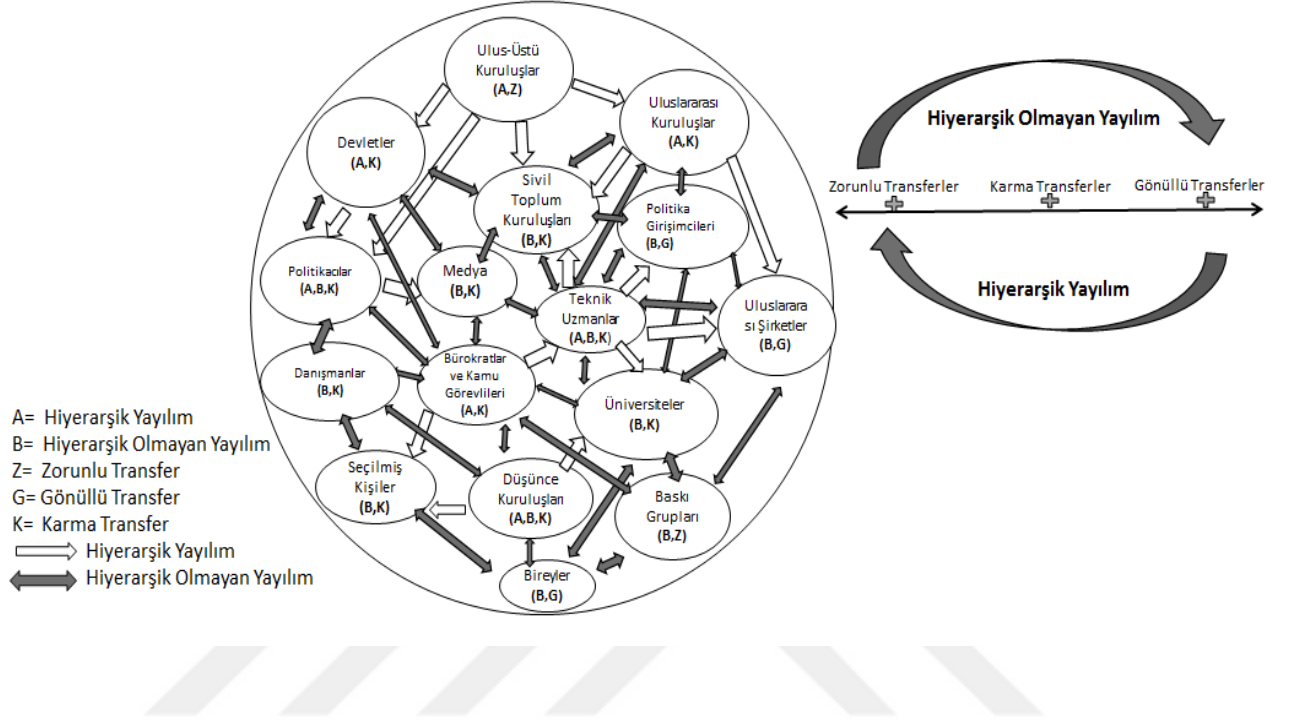 Ulus-Üstü
Kuruluşlar
(A,Z)
Uluslararası
Kuruluşlar
(A,K)
Devletler
(A,K)
Sivil
Toplum
Kuruluşları
(B,K)
Politika
Girişimcileri
(B,G)
Politikacılar
(A,B,K)
Medya
(B,K)
Teknik
Uzmanlar
(A,B,K)
Uluslarara
sı Şirketler
(B,G)
Danışmanlar
(B,K)
Bürokratlar
ve Kamu
Görevlileri
(A,K)
Üniversiteler
(B,K)
Seçilmiş
Kişiler
(B,K)
Düşünce
Kuruluşları
(A,B,K)
Baskı
Grupları
(B,Z)
Bireyler
(B,G)
Hiyerarşik Olmayan Yayılım
Zorunlu Transferler
Karma Transferler
Gönüllü Transferler
Hiyerarşik Yayılım
A= Hiyerarşik Yayılım
B= Hiyerarşik Olmayan Yayılım
Z= Zorunlu Transfer
G= Gönüllü Transfer
K= Karma Transfer
Hiyerarşik Yayılım
Hiyerarşik Olmayan Yayılım